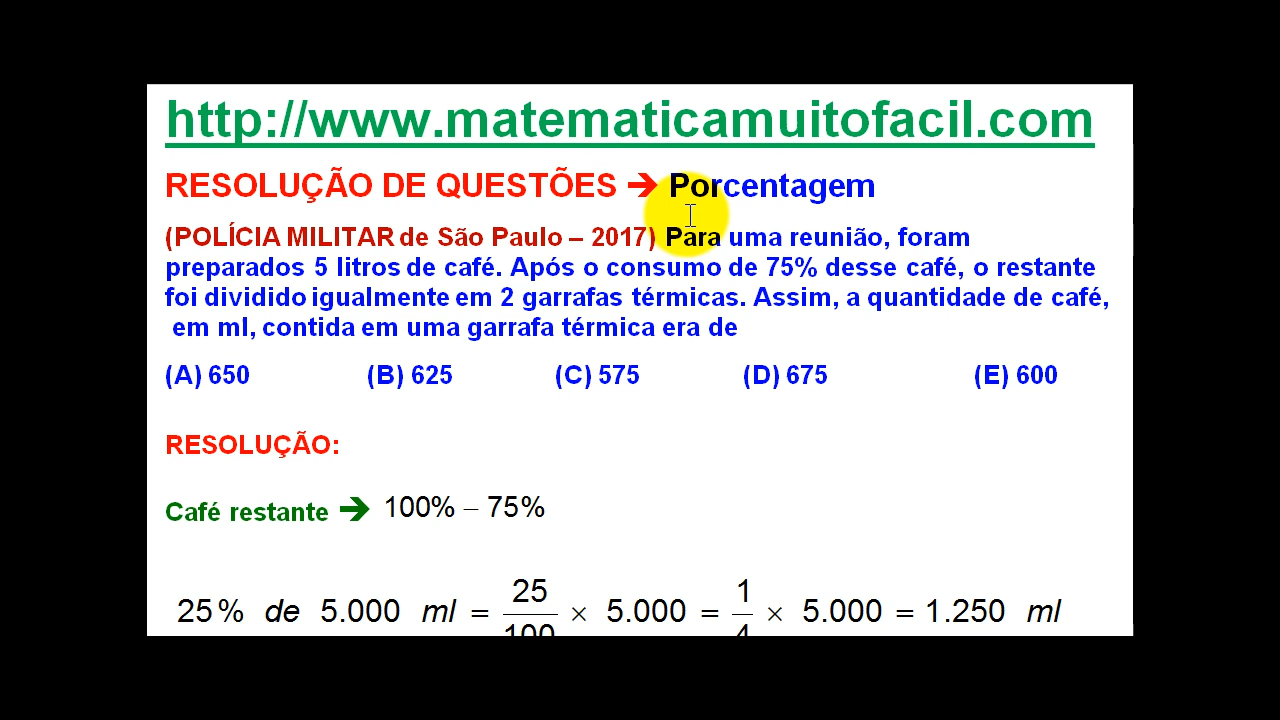 http://www.matematicamuitofacil.com
RESOLUÇÃO DE QUESTÕES ➔ Porcentagem
(POLÍCIA MILITAR de São Paulo – 2017) Para uma reunião, foram
preparados 5 litros de café. Após o consumo de 75% desse café, o restante
foi dividido igualmente em 2 garrafas térmicas. Assim, a quantidade de café,
em ml, contida em uma garrafa térmica era de
(A) 650 (B) 625 (C) 575 (D) 675 (E) 600
RESOLUÇÃO:
Café restante ➔ 100% – 75%
25% de 5.000 ml = 25/100 × 5.000 = 1/4 × 5.000 = 1.250 ml